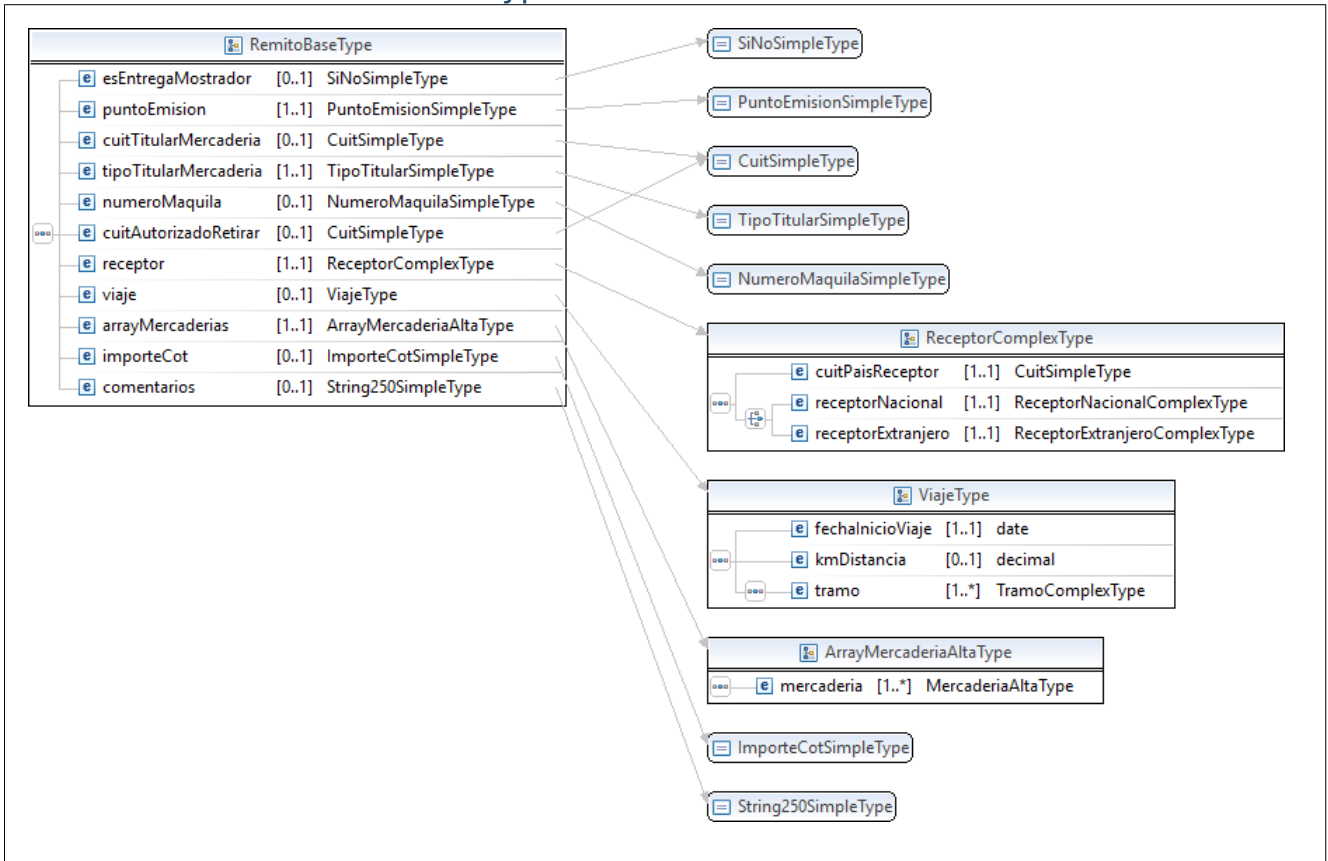 RemitoBaseType
esEntregaMostrador [0..1] SiNoSimpleType
puntoEmision [1..1] PuntoEmisionSimpleType
cuitTitularMercaderia [0..1] CuitSimpleType
tipoTitularMercaderia [1..1] TipoTitularSimpleType
numeroMaquila [0..1] NumeroMaquilaSimpleType
cuitAutorizadoRetirar [0..1] CuitSimpleType
receptor [1..1] ReceptorComplexType
viaje [0..1] ViajeType
arrayMercaderias [1..1] ArrayMercaderiaAltaType
importeCot [0..1] ImporteCotSimpleType
comentarios [0..1] String250SimpleType
SiNoSimpleType
PuntoEmisionSimpleType
CuitSimpleType
TipoTitularSimpleType
NumeroMaquilaSimpleType
ReceptorComplexType
cuitPaisReceptor [1..1] CuitSimpleType
receptorNacional [1..1] ReceptorNacionalComplexType
receptorExtranjero [1..1] ReceptorExtranjeroComplexType
ViajeType
fechaInicioViaje [1..1] date
kmDistancia [0..1] decimal
tramo [1..*] TramoComplexType
ArrayMercaderiaAltaType
mercaderia [1..*] MercaderiaAltaType
ImporteCotSimpleType
String250SimpleType